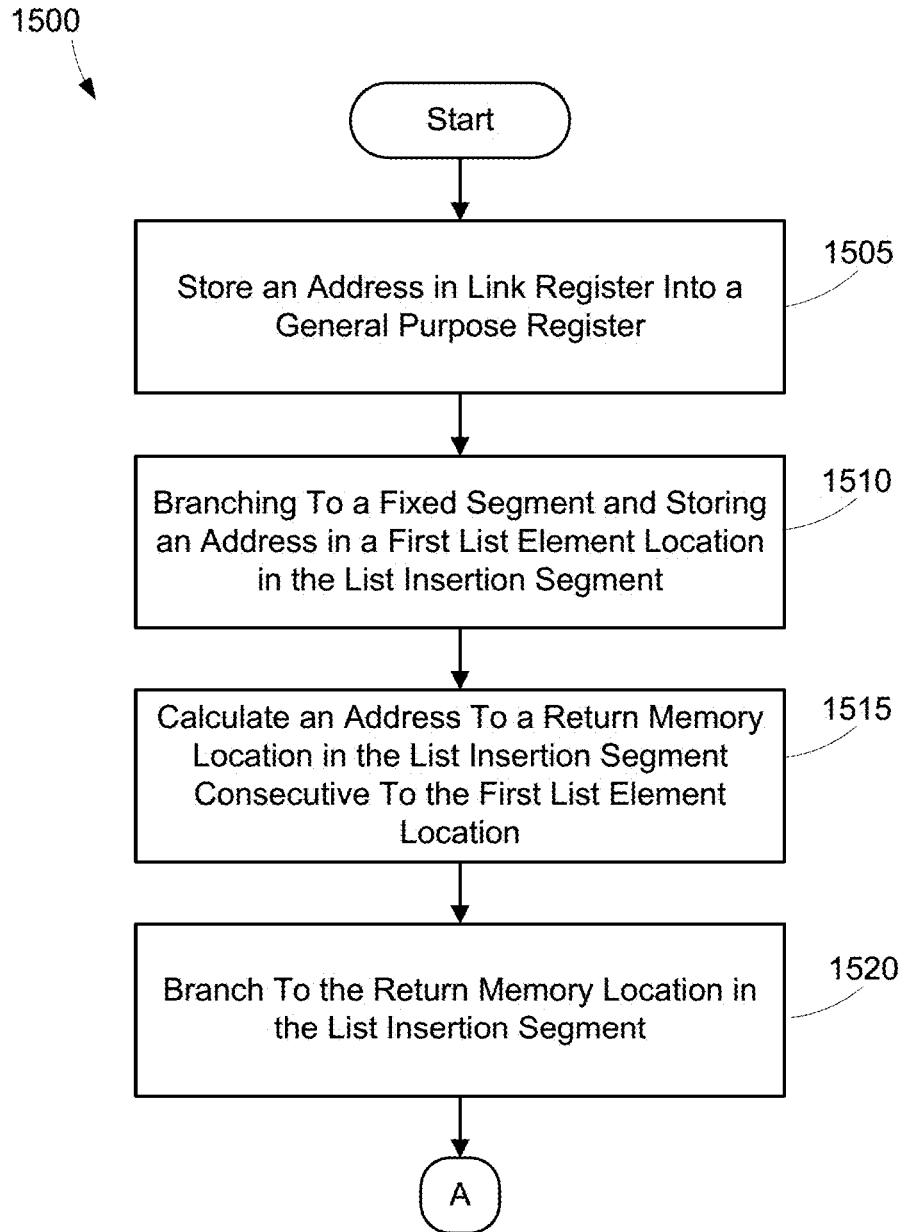 1500
Start
1505
Store an Address in Link Register Into a
General Purpose Register
1510
Branching To a Fixed Segment and Storing
an Address in a First List Element Location
in the List Insertion Segment
1515
Calculate an Address To a Return Memory
Location in the List Insertion Segment
Consecutive To the First List Element
Location
1520
Branch To the Return Memory Location in
the List Insertion Segment
A